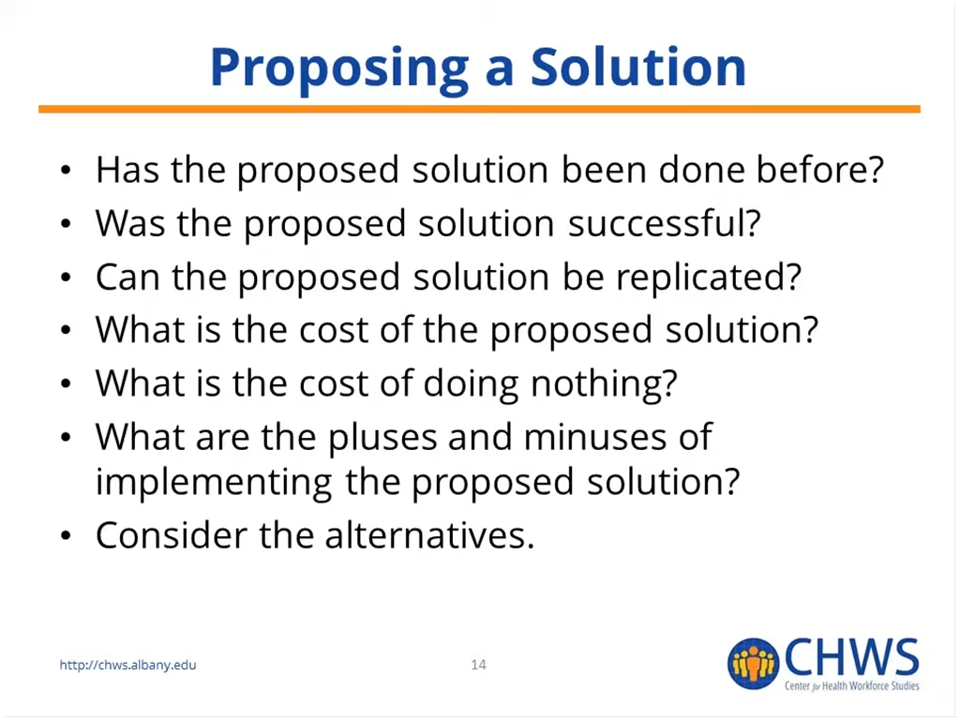 Proposing a Solution
• Has the proposed solution been done before?
• Was the proposed solution successful?
• Can the proposed solution be replicated?
• What is the cost of the proposed solution?
• What is the cost of doing nothing?
• What are the pluses and minuses of
implementing the proposed solution?
• Consider the alternatives.
http://chws.albany.edu
14
CHWS
Center for Health Workforce Studies